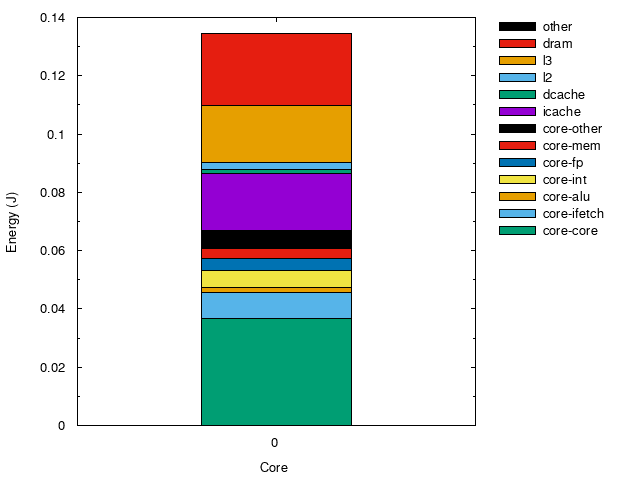 0.14
0.12
0.1
0.08
0.06
0.04
0.02
0
Energy (J)
0
Core
other
dram
l3
l2
dcache
icache
core-other
core-mem
core-fp
core-int
core-alu
core-ifetch
core-core